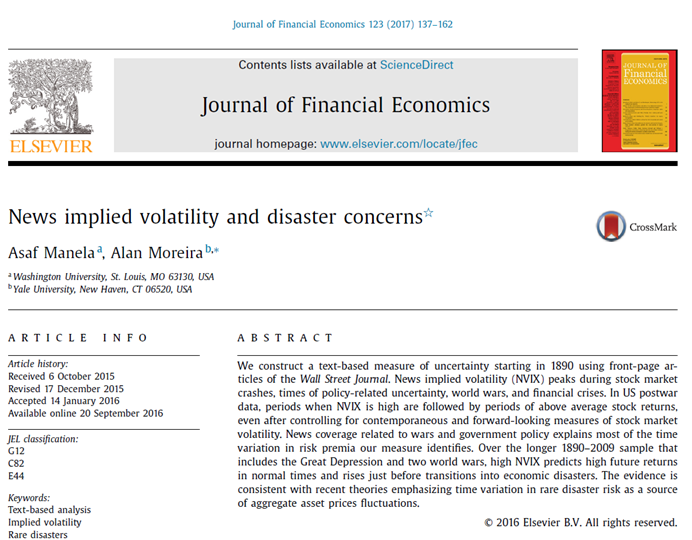 Journal of Financial Economics 123 (2017) 137–162
Contents lists available at ScienceDirect
Journal of Financial Economics
journal homepage: www.elsevier.com/locate/jfec
ELSEVIER
JOURNAL OF
Financial
ECONOMICS
News implied volatility and disaster concerns☆
Asaf Manela a, Alan Moreira b,*
a Washington University, St. Louis, MO 63130, USA
b Yale University, New Haven, CT 06520, USA
CrossMark
ARTICLE INFO
Article history:
Received 6 October 2015
Revised 17 December 2015
Accepted 14 January 2016
Available online 20 September 2016
JEL classification:
G12
C82
E44
Keywords:
Text-based analysis
Implied volatility
Rare disasters
ABSTRACT
We construct a text-based measure of uncertainty starting in 1890 using front-page ar-
ticles of the Wall Street Journal. News implied volatility (NVIX) peaks during stock market
crashes, times of policy-related uncertainty, world wars, and financial crises. In US postwar
data, periods when NVIX is high are followed by periods of above average stock returns,
even after controlling for contemporaneous and forward-looking measures of stock market
volatility. News coverage related to wars and government policy explains most of the time
variation in risk premia our measure identifies. Over the longer 1890–2009 sample that
includes the Great Depression and two world wars, high NVIX predicts high future returns
in normal times and rises just before transitions into economic disasters. The evidence is
consistent with recent theories emphasizing time variation in rare disaster risk as a source
of aggregate asset prices fluctuations.
© 2016 Elsevier B.V. All rights reserved.